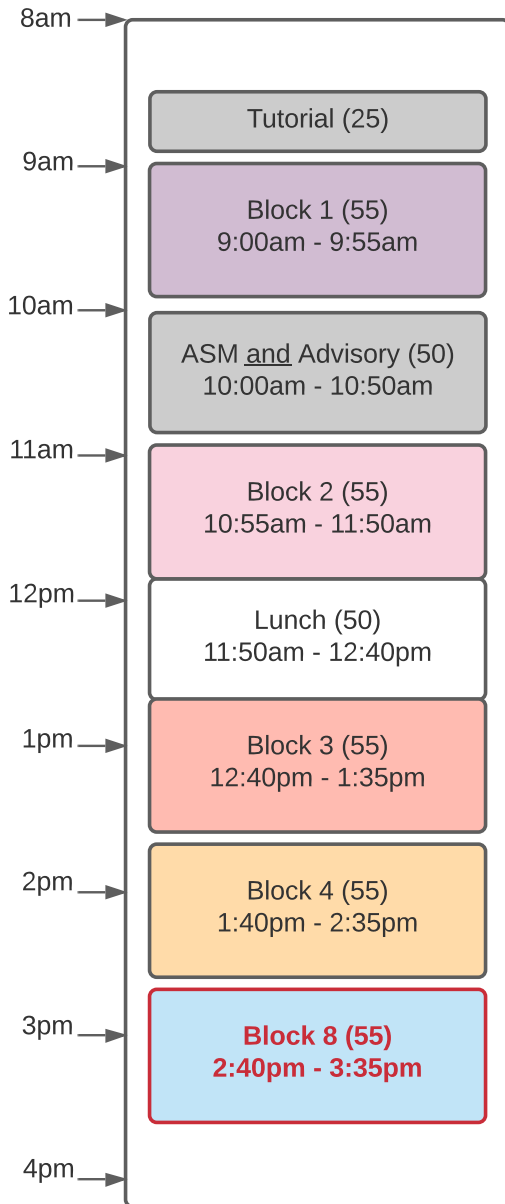 8am
Tutorial (25)
9am
Block 1 (55)
9:00am - 9:55am
10am
ASM and Advisory (50)
10:00am - 10:50am
11am
Block 2 (55)
10:55am - 11:50am
12pm
Lunch (50)
11:50am - 12:40pm
1pm
Block 3 (55)
12:40pm - 1:35pm
2pm
Block 4 (55)
1:40pm - 2:35pm
3pm
Block 8 (55)
2:40pm - 3:35pm
4pm